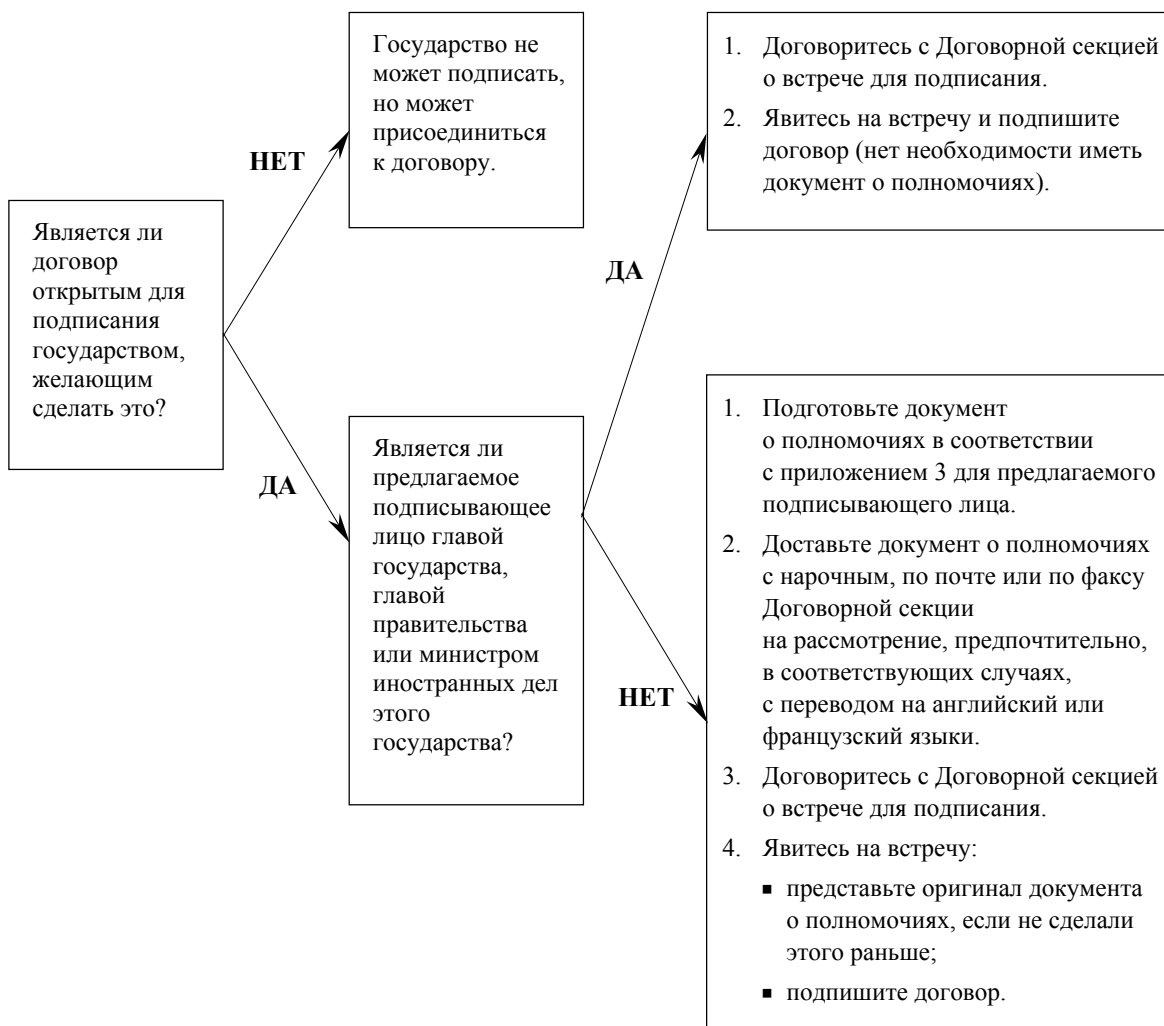 Является ли
договор
открытым для
подписания
государством,
желающим
сделать это?
НЕТ
Государство не
может подписать,
но может
присоединиться
к договору.
ДА
Является ли
предлагаемое
подписывающее
лицо главой
государства,
главой
правительства
или министром
иностранных дел
этого
государства?
ДА
1. Договоритесь с Договорной секцией
о встрече для подписания.
2. Явитесь на встречу и подпишите
договор (нет необходимости иметь
документ о полномочиях).
НЕТ
1. Подготовьте документ
о полномочиях в соответствии
с приложением 3 для предлагаемого
подписывающего лица.
2. Доставьте документ о полномочиях
с нарочным, по почте или по факсу
Договорной секции
на рассмотрение, предпочтительно,
в соответствующих случаях,
с переводом на английский или
французский языки.
3. Договоритесь с Договорной секцией
о встрече для подписания.
4. Явитесь на встречу:
▪ представьте оригинал документа
о полномочиях, если не сделали
этого раньше;
▪ подпишите договор.